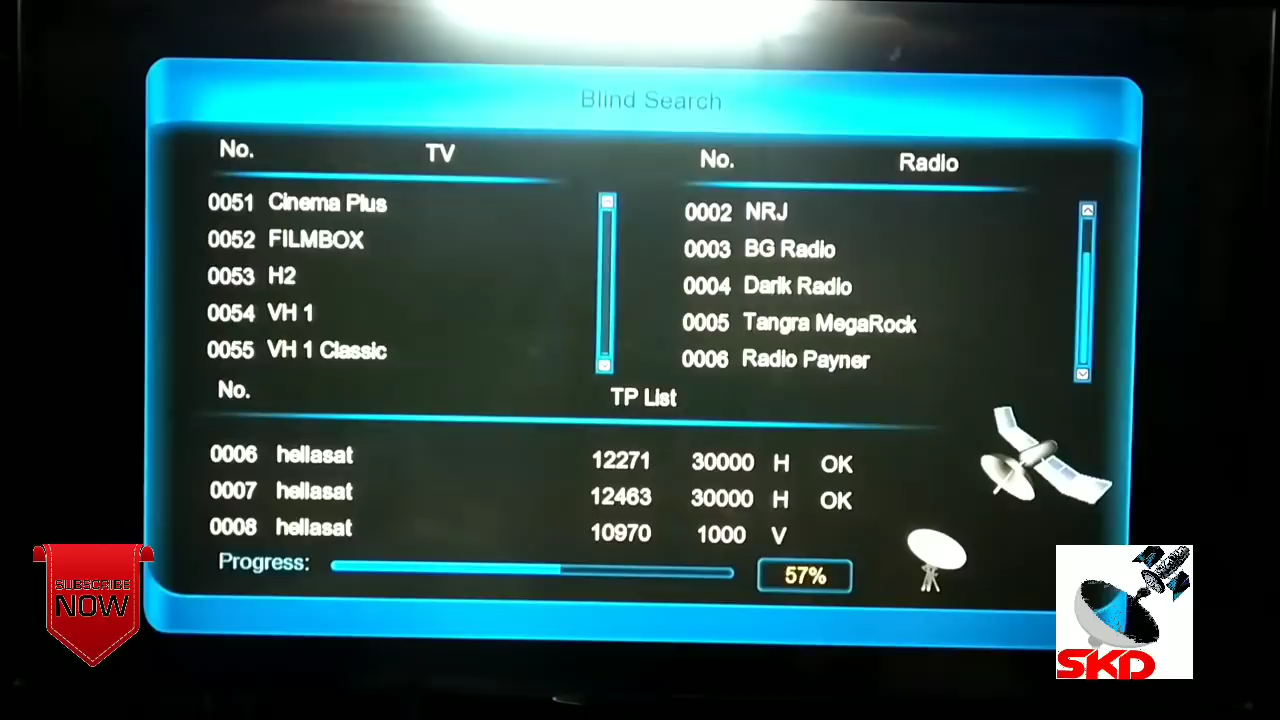 Blind Search
No. TV No. Radio
0051 Cinema Plus 0002 NRJ
0052 FILMBOX 0003 BG Radio
0053 H2 0004 Darik Radio
0054 VH 1 0005 Tangra MegaRock
0055 VH 1 Classic 0006 Radio Payner
No. TP List
0006 hellasat 12271 30000 H OK
0007 hellasat 12463 30000 H OK
0008 hellasat 10970 1000 V
Progress: 57%
SUBSCRIBE
NOW
SKD